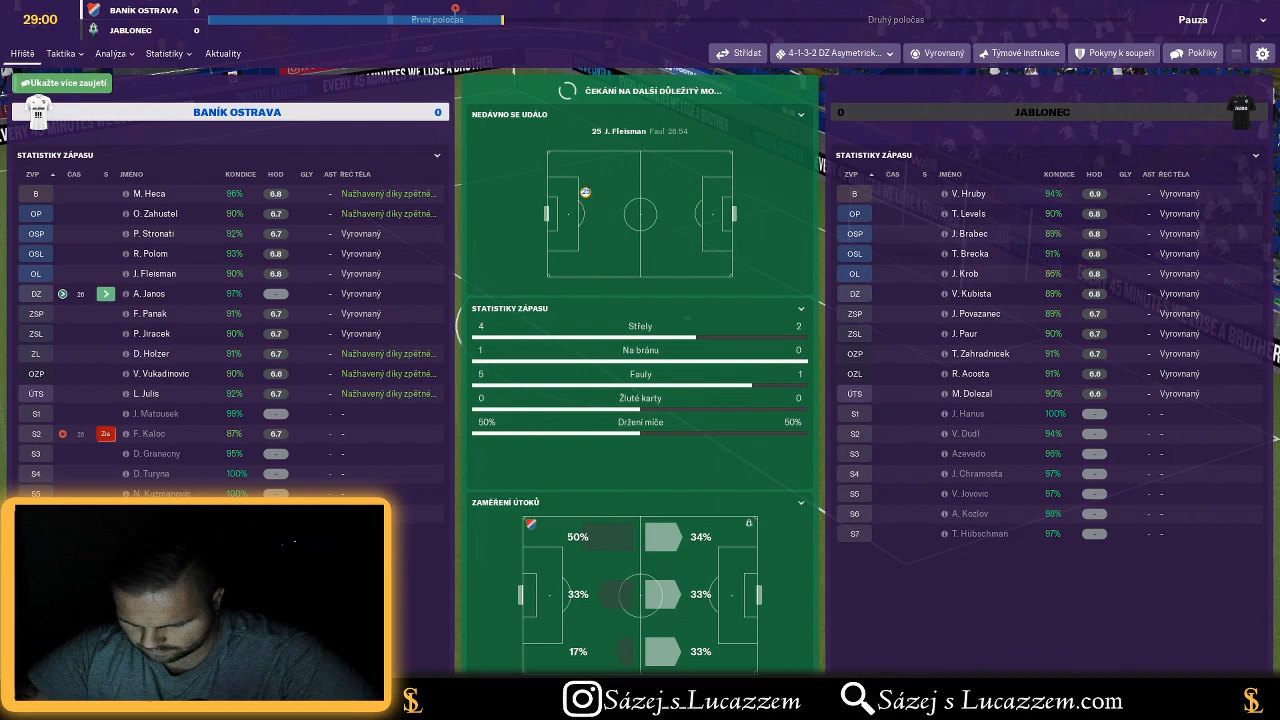 29:00
BANÍK OSTRAVA 0
JABLONEC 0
První poločas
Druhý poločas
Pauza
Hřiště Taktika Analýza Statistiky Aktuality
Střídat 4-1-3-2 DZ Asymetrick... Vyrovnaný Týmové instrukce Pokyny k soupeři Pokřiky
EVERY 45 MINUTES WE LOSE A BROTHER
Ukažte více zaujetí
BANÍK OSTRAVA 0
STATISTIKY ZÁPASU
ZVP ČAS S JMÉNO KONDICE HOD GLY AST ŘEČ TĚLA
B M. Heca 96% 6.8 - Nažhavený díky zpětné...
OP O. Zahustel 90% 6.7 - Nažhavený díky zpětné...
OSP P. Stronati 92% 6.7 - Vyrovnaný
OSL R. Polom 93% 6.8 - Vyrovnaný
OL J. Fleisman 90% 6.8 - Vyrovnaný
DZ 26 A. Janos 97% - - Vyrovnaný
ZSP F. Panak 91% 6.7 - Vyrovnaný
ZSL P. Jiracek 90% 6.7 - Vyrovnaný
ZL D. Holzer 91% 6.7 - Nažhavený díky zpětné...
OZP V. Vukadinovic 90% 6.6 - Nažhavený díky zpětné...
ÚTS L. Julis 92% 6.7 - Nažhavený díky zpětné...
S1 J. Matousek 99% - - -
S2 26 Zra F. Kaloc 87% 6.7 - -
S3 D. Granecny 95% - - -
S4 D. Turyna 100% - - -
S5 N. Kuzmanovic 100% - - -
ČEKÁNÍ NA DALŠÍ DŮLEŽITÝ MO...
NEDÁVNO SE UDÁLO
25 J. Fleisman Faul 26:54
25
STATISTIKY ZÁPASU
4 Střely 2
1 Na bránu 0
5 Fauly 1
0 Žluté karty 0
50% Držení míče 50%
ZAMĚŘENÍ ÚTOKŮ
50% 34%
33% 33%
17% 33%
0 JABLONEC
STATISTIKY ZÁPASU
ZVP ČAS S JMÉNO KONDICE HOD GLY AST ŘEČ TĚLA
B V. Hruby 94% 6.9 - Vyrovnaný
OP T. Levels 90% 6.8 - Vyrovnaný
OSP J. Brabec 89% 6.8 - Vyrovnaný
OSL T. Brecka 91% 6.8 - Vyrovnaný
OL J. Krob 86% 6.8 - Vyrovnaný
DZ V. Kubista 89% 6.8 - Vyrovnaný
ZSP J. Povazanec 89% 6.7 - Vyrovnaný
ZSL J. Paur 90% 6.7 - Vyrovnaný
OZP T. Zahradnicek 91% 6.7 - Vyrovnaný
OZL R. Acosta 91% 6.6 - Vyrovnaný
ÚTS M. Dolezal 90% 6.6 - Vyrovnaný
S1 J. Hanus 100% - - -
S2 V. Dudl 94% - - -
S3 Azevedo 96% - - -
S4 J. Chramosta 97% - - -
S5 V. Jovovic 97% - - -
S6 A. Kozlov 98% - - -
S7 T. Hübschman 97% - - -
Sázej_s_Lucazzem
Sázej s Lucazzem.com